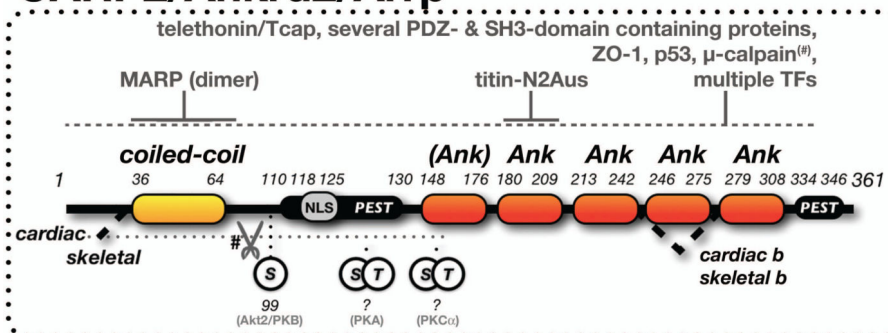 telethonin/Tcap, several PDZ- & SH3-domain containing proteins,
ZO-1, p53, µ-calpain(#),
MARP (dimer) titin-N2Aus multiple TFs
coiled-coil (Ank) Ank Ank Ank Ank
1 36 64 110 118 125 130 148 176 180 209 213 242 246 275 279 308 334 346 361
NLS PEST PEST
cardiac
skeletal
#
S S T S T
cardiac b
skeletal b
99 ? ?
(Akt2/PKB) (PKA) (PKCα)